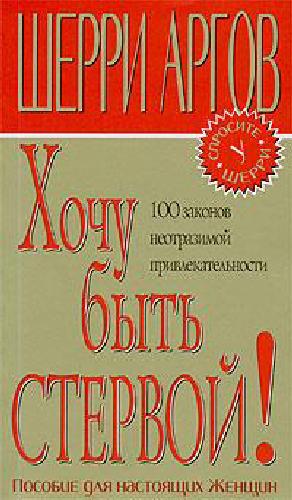 ШЕРРИ АРГОВ
СПРОСИТЕ
ШЕРРИ
Хочу
100 законов
неотразимой
привлекательности
быть
СТЕРВОЙ!
Пособие для настоящих Женщин